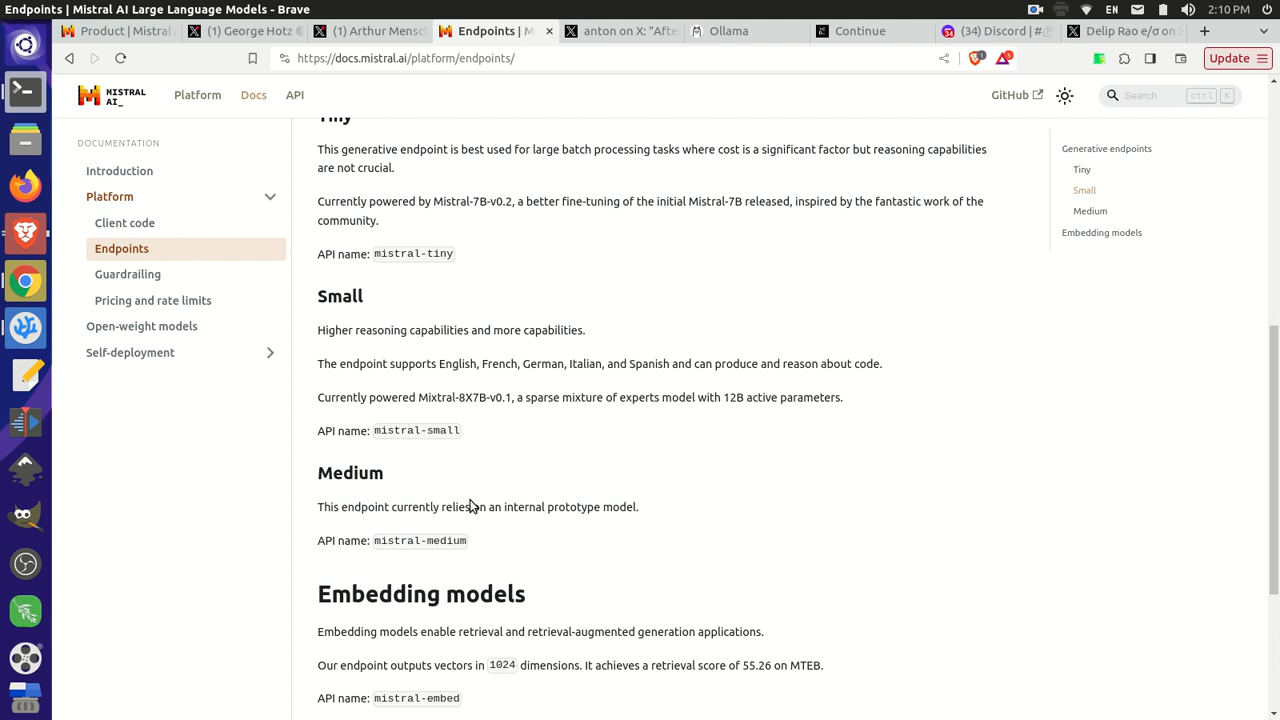 Endpoints | Mistral AI Large Language Models - Brave
EN 2:10 PM
Product | Mistral A
(1) George Hotz
(1) Arthur Mensc
Endpoints | M
anton on X: "After
Ollama
Continue
(34) Discord | #
Delip Rao e/σ on X
https://docs.mistral.ai/platform/endpoints/
Update
MISTRAL
AI_
Platform
Docs
API
GitHub
Search
ctrl
K
DOCUMENTATION
Introduction
Platform
Client code
Endpoints
Guardrailing
Pricing and rate limits
Open-weight models
Self-deployment
Tiny
This generative endpoint is best used for large batch processing tasks where cost is a significant factor but reasoning capabilities
are not crucial.
Currently powered by Mistral-7B-v0.2, a better fine-tuning of the initial Mistral-7B released, inspired by the fantastic work of the
community.
API name: mistral-tiny
Small
Higher reasoning capabilities and more capabilities.
The endpoint supports English, French, German, Italian, and Spanish and can produce and reason about code.
Currently powered Mixtral-8X7B-v0.1, a sparse mixture of experts model with 12B active parameters.
API name: mistral-small
Medium
This endpoint currently relies on an internal prototype model.
API name: mistral-medium
Embedding models
Embedding models enable retrieval and retrieval-augmented generation applications.
Our endpoint outputs vectors in 1024 dimensions. It achieves a retrieval score of 55.26 on MTEB.
API name: mistral-embed
Generative endpoints
Tiny
Small
Medium
Embedding models